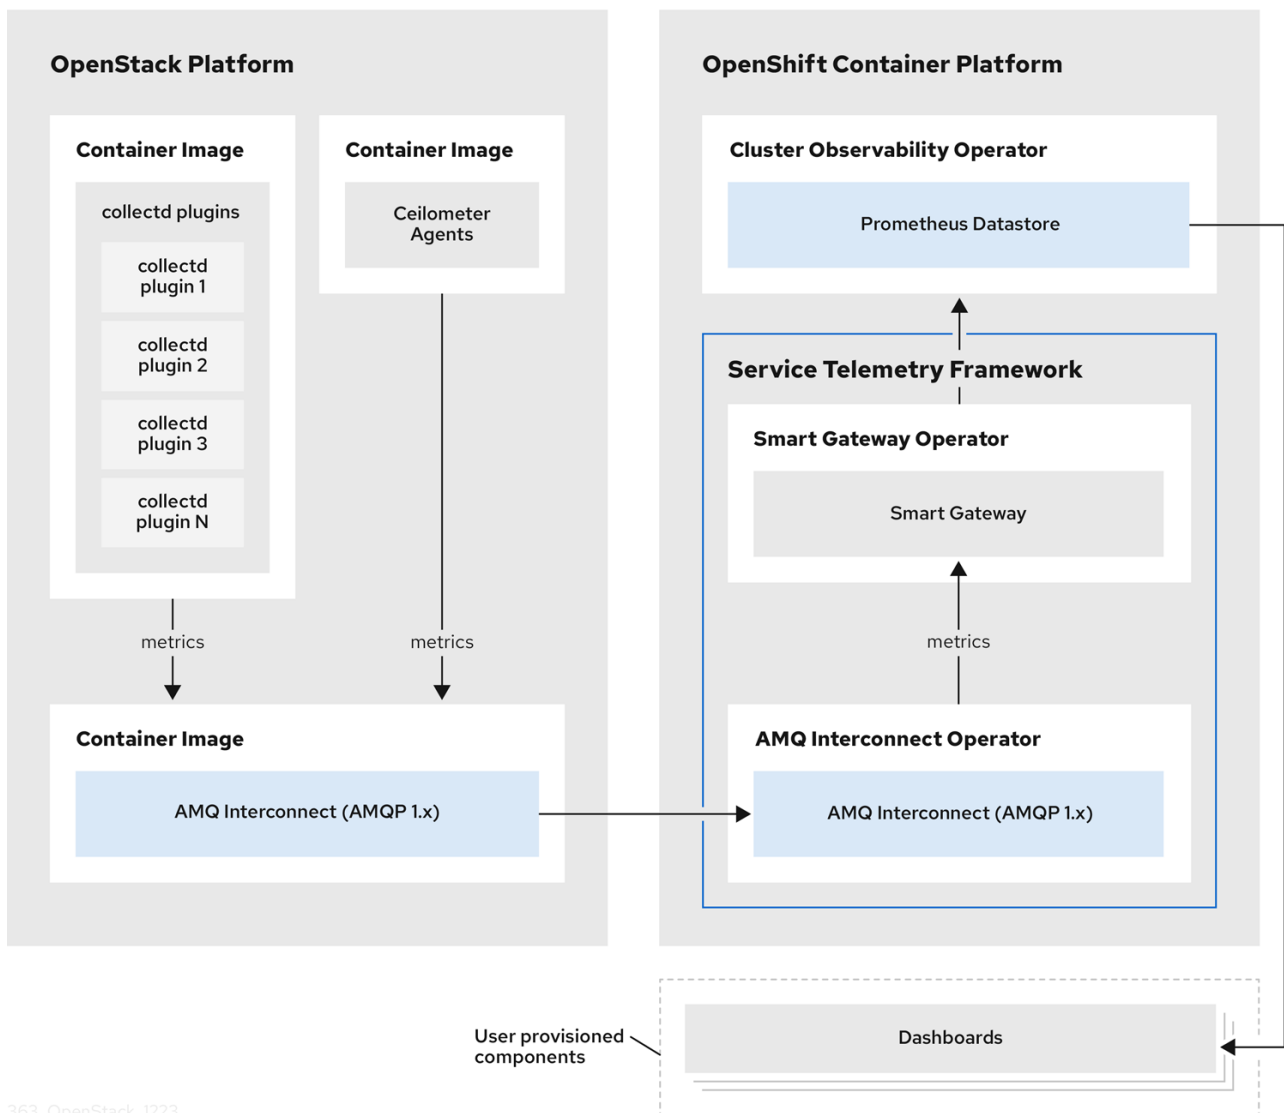 OpenStack Platform
Container Image
collectd plugins
collectd
plugin 1
collectd
plugin 2
collectd
plugin 3
collectd
plugin N
Container Image
Ceilometer
Agents
metrics
metrics
Container Image
AMQ Interconnect (AMQP 1.x)
OpenShift Container Platform
Cluster Observability Operator
Prometheus Datastore
Service Telemetry Framework
Smart Gateway Operator
Smart Gateway
metrics
AMQ Interconnect Operator
AMQ Interconnect (AMQP 1.x)
User provisioned
components
Dashboards
363_OpenStack_1223